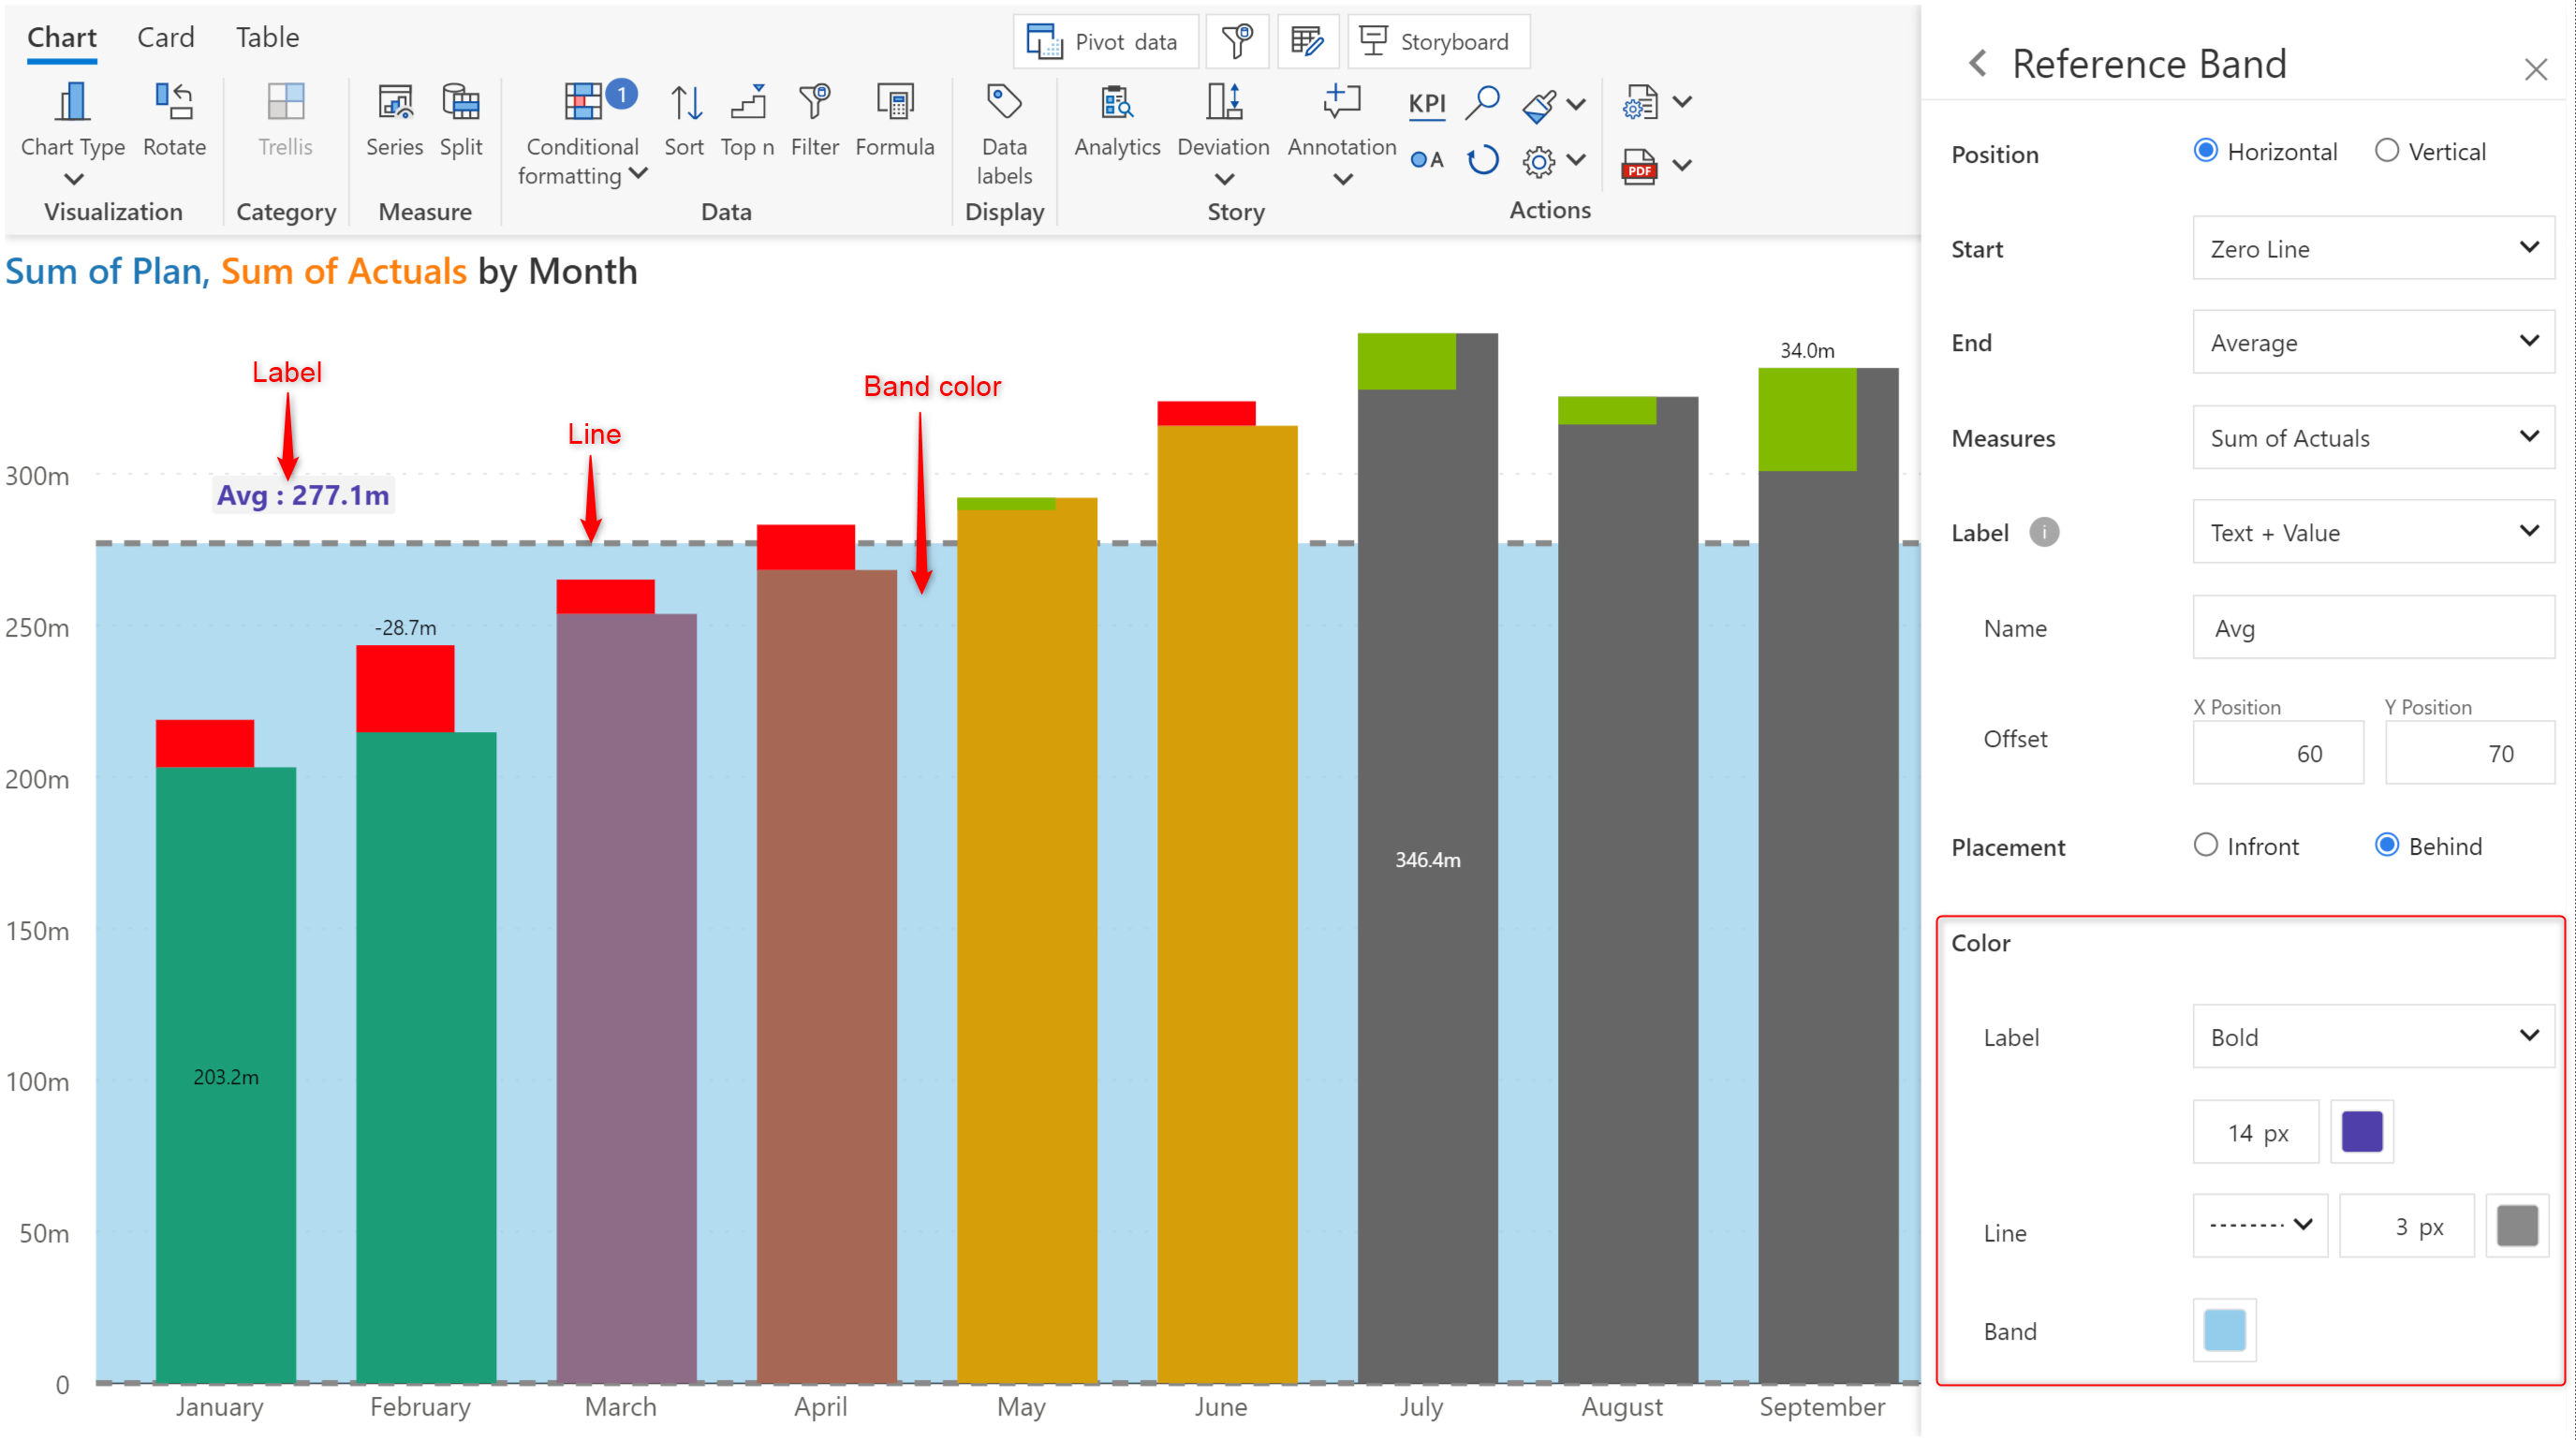 Chart Card Table
Pivot data Storyboard
Chart Type Rotate Trellis Series Split Conditional formatting 1 Sort Top n Filter Formula Data labels Analytics Deviation Annotation KPI A PDF
Visualization Category Measure Data Display Story Actions
Sum of Plan, Sum of Actuals by Month
Label
Line
Band color
Avg : 277.1m
300m
250m
200m
150m
100m
50m
0
34.0m
-28.7m
346.4m
203.2m
January February March April May June July August September
Reference Band
Position Horizontal Vertical
Start Zero Line
End Average
Measures Sum of Actuals
Label i Text + Value
Name Avg
X Position Y Position
Offset 60 70
Placement Infront Behind
Color
Label Bold
14 px
Line 3 px
Band